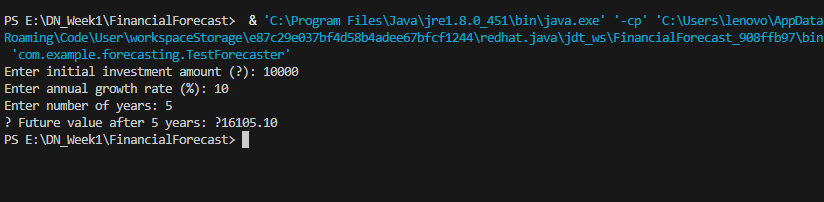 PS E:\DN_Week1\FinancialForecast>  & 'C:\Program Files\Java\jre1.8.0_451\bin\java.exe' '-cp' 'C:\Users\lenovo\AppData
Roaming\Code\User\workspaceStorage\e87c29e037bf4d58b4adee67bfcf1244\redhat.java\jdt_ws\FinancialForecast_908ffb97\bin
 'com.example.forecasting.TestForecaster'
Enter initial investment amount (?): 10000
Enter annual growth rate (%): 10
Enter number of years: 5
? Future value after 5 years: ?16105.10
PS E:\DN_Week1\FinancialForecast>